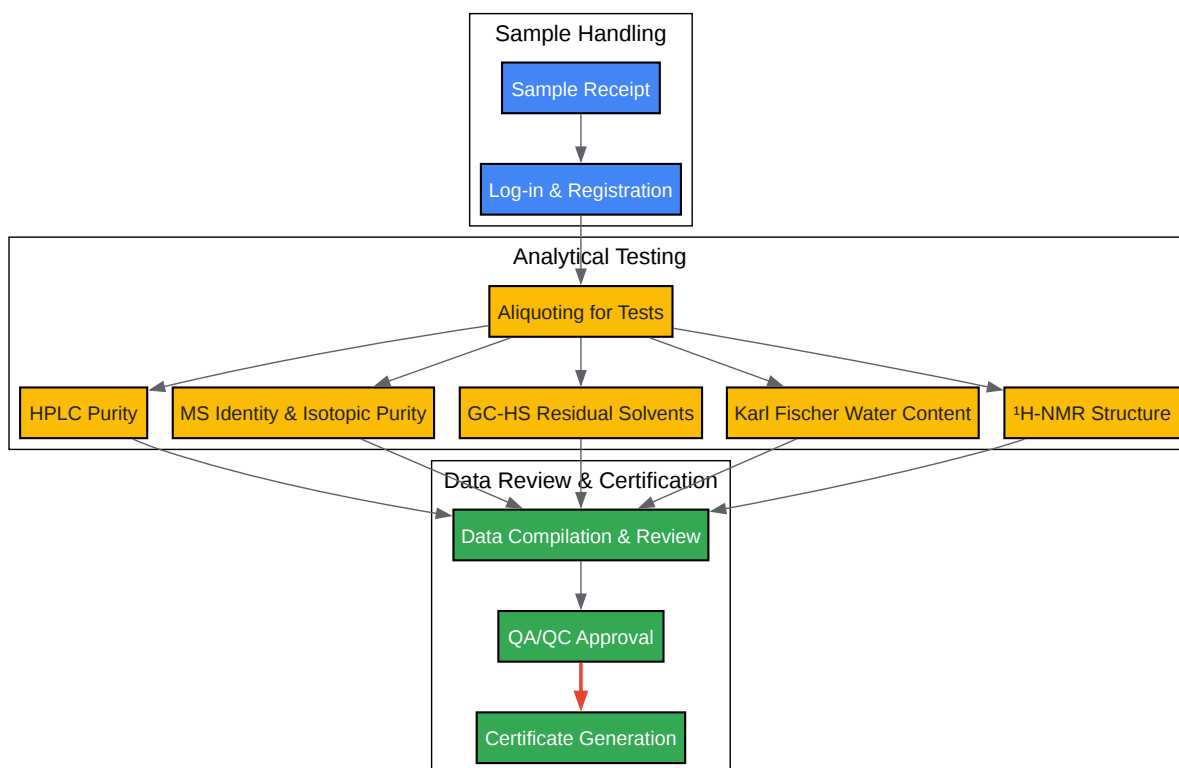 Sample Handling
Sample Receipt
Log-in & Registration
Analytical Testing
Aliquoting for Tests
HPLC Purity
MS Identity & Isotopic Purity
GC-HS Residual Solvents
Karl Fischer Water Content
¹H-NMR Structure
Data Review & Certification
Data Compilation & Review
QA/QC Approval
Certificate Generation